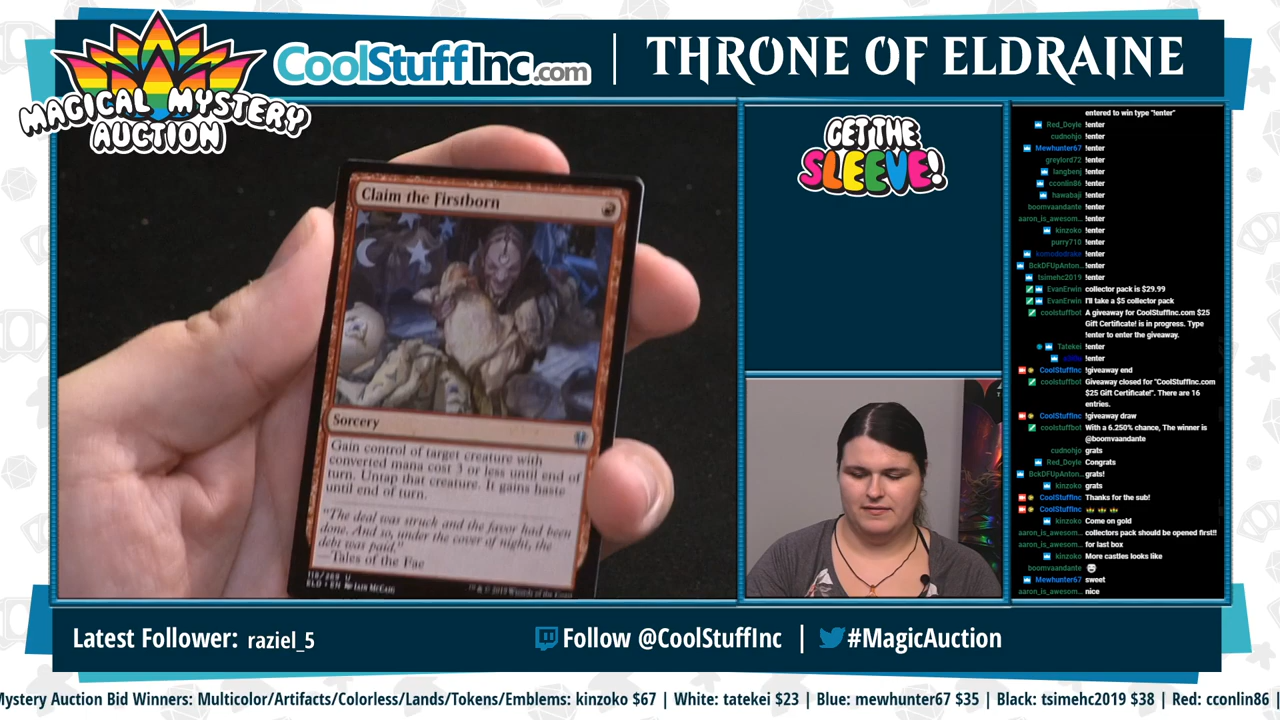 MAGICAL MYSTERY
AUCTION
CoolStuffInc.com
THRONE OF ELDRAINE
Claim the Firstborn
Sorcery
Gain control of target creature with
converted mana cost 3 or less until end of
turn. Untap that creature. It gains haste
until end of turn.
The deal was struck and the favor had been
done, and so under the cover of night, the
fee was paid.
—Tales of the Fae
GET THE
SLEEVE!
entered to win type "!enter"
Red_Doyle !enter
cudnohjo !enter
Mewhunter67 !enter
greylord72 !enter
langbenj !enter
cconlin86 !enter
hawabaji !enter
boomvaandante !enter
aaron_is_awesom... !enter
kinzoko !enter
purry710 !enter
komododrake !enter
BckDFUpAnton... !enter
tsimehc2019 !enter
EvanErwin collector pack is $29.99
EvanErwin I'll take a $5 collector pack
coolstuffbot A giveaway for CoolStuffInc.com $25
Gift Certificate! is in progress. Type
!enter to enter the giveaway.
Tatekei !enter
!enter
CoolStuffInc !giveaway end
coolstuffbot Giveaway closed for "CoolStuffInc.com
$25 Gift Certificate!". There are 16
entries.
CoolStuffInc !giveaway draw
coolstuffbot With a 6.250% chance, The winner is
@boomvaandante
cudnohjo grats
Red_Doyle Congrats
BckDFUpAnton... grats!
kinzoko grats
CoolStuffInc Thanks for the sub!
CoolStuffInc
kinzoko Come on gold
aaron_is_awesom... collectors pack should be opened first!!
aaron_is_awesom... for last box
kinzoko More castles looks like
boomvaandante
Mewhunter67 sweet
aaron_is_awesom... nice
Latest Follower: raziel_5
Follow @CoolStuffInc | #MagicAuction
Mystery Auction Bid Winners: Multicolor/Artifacts/Colorless/Lands/Tokens/Emblems: kinzoko $67 | White: tatekei $23 | Blue: mewhunter67 $35 | Black: tsimehc2019 $38 | Red: cconlin86